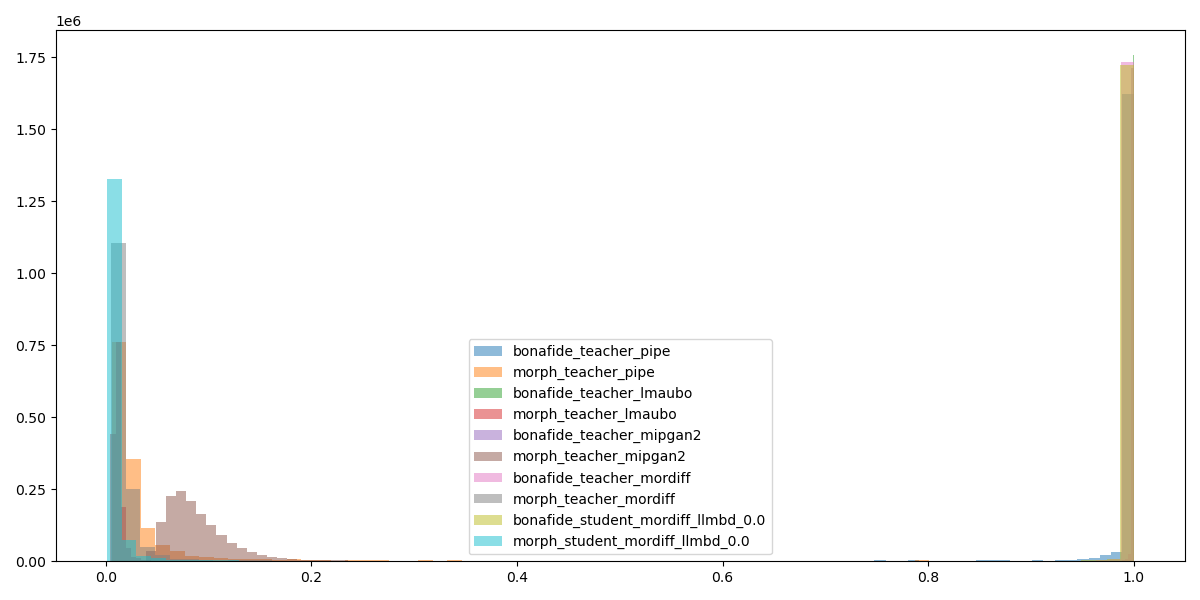 1e6
1.75
1.50
1.25
1.00
0.75
0.50
0.25
0.00
bonafide_teacher_pipe
morph_teacher_pipe
bonafide_teacher_lmaubo
morph_teacher_lmaubo
bonafide_teacher_mipgan2
morph_teacher_mipgan2
bonafide_teacher_mordiff
morph_teacher_mordiff
bonafide_student_mordiff_llmbd_0.0
morph_student_mordiff_llmbd_0.0
0.0 0.2 0.4 0.6 0.8 1.0